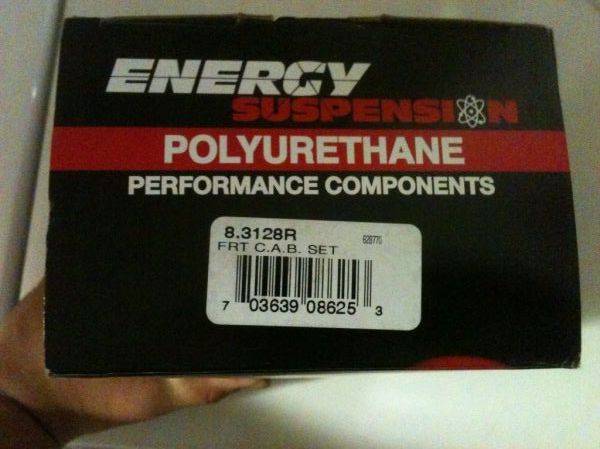 ENERGY
SUSPENSION
POLYURETHANE
PERFORMANCE COMPONENTS
8.3128R
FRT C.A.B. SET
7 03639 08625 3